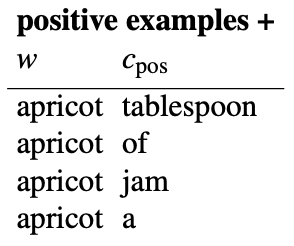 positive examples +
w c_pos
apricot tablespoon
apricot of
apricot jam
apricot a